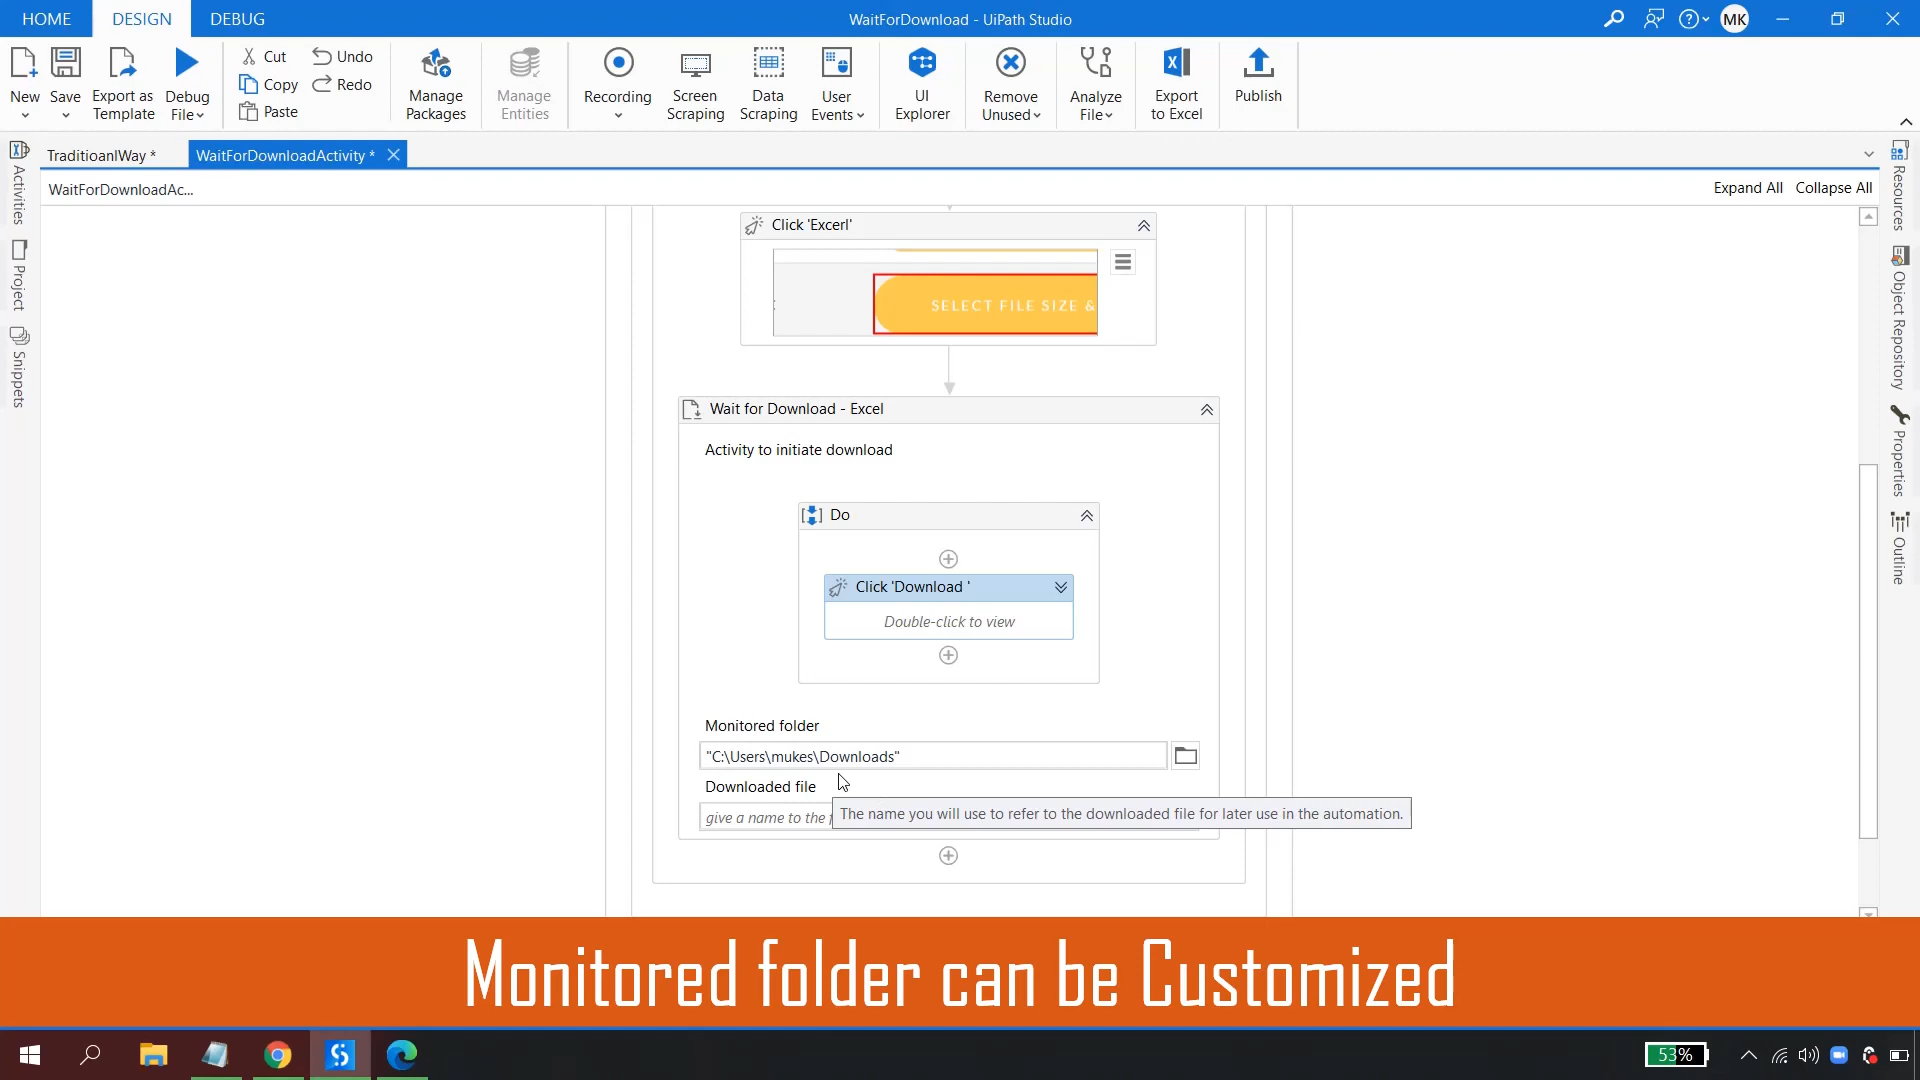 HOME DESIGN DEBUG WaitForDownload - UiPath Studio MK
New Save Export as Template Debug File Cut Copy Paste Undo Redo Manage Packages Manage Entities Recording Screen Scraping Data Scraping User Events UI Explorer Remove Unused Analyze File Export to Excel Publish
TraditioanlWay * WaitForDownloadActivity *
WaitForDownloadAc... Expand All Collapse All
Activities
Project
Snippets
Resources
Object Repository
Properties
Outline
Click 'Excerl'
SELECT FILE SIZE &
Wait for Download - Excel
Activity to initiate download
Do
Click 'Download '
Double-click to view
Monitored folder
"C:\Users\mukes\Downloads"
Downloaded file
give a name to the
The name you will use to refer to the downloaded file for later use in the automation.
Monitored folder can be Customized
53%